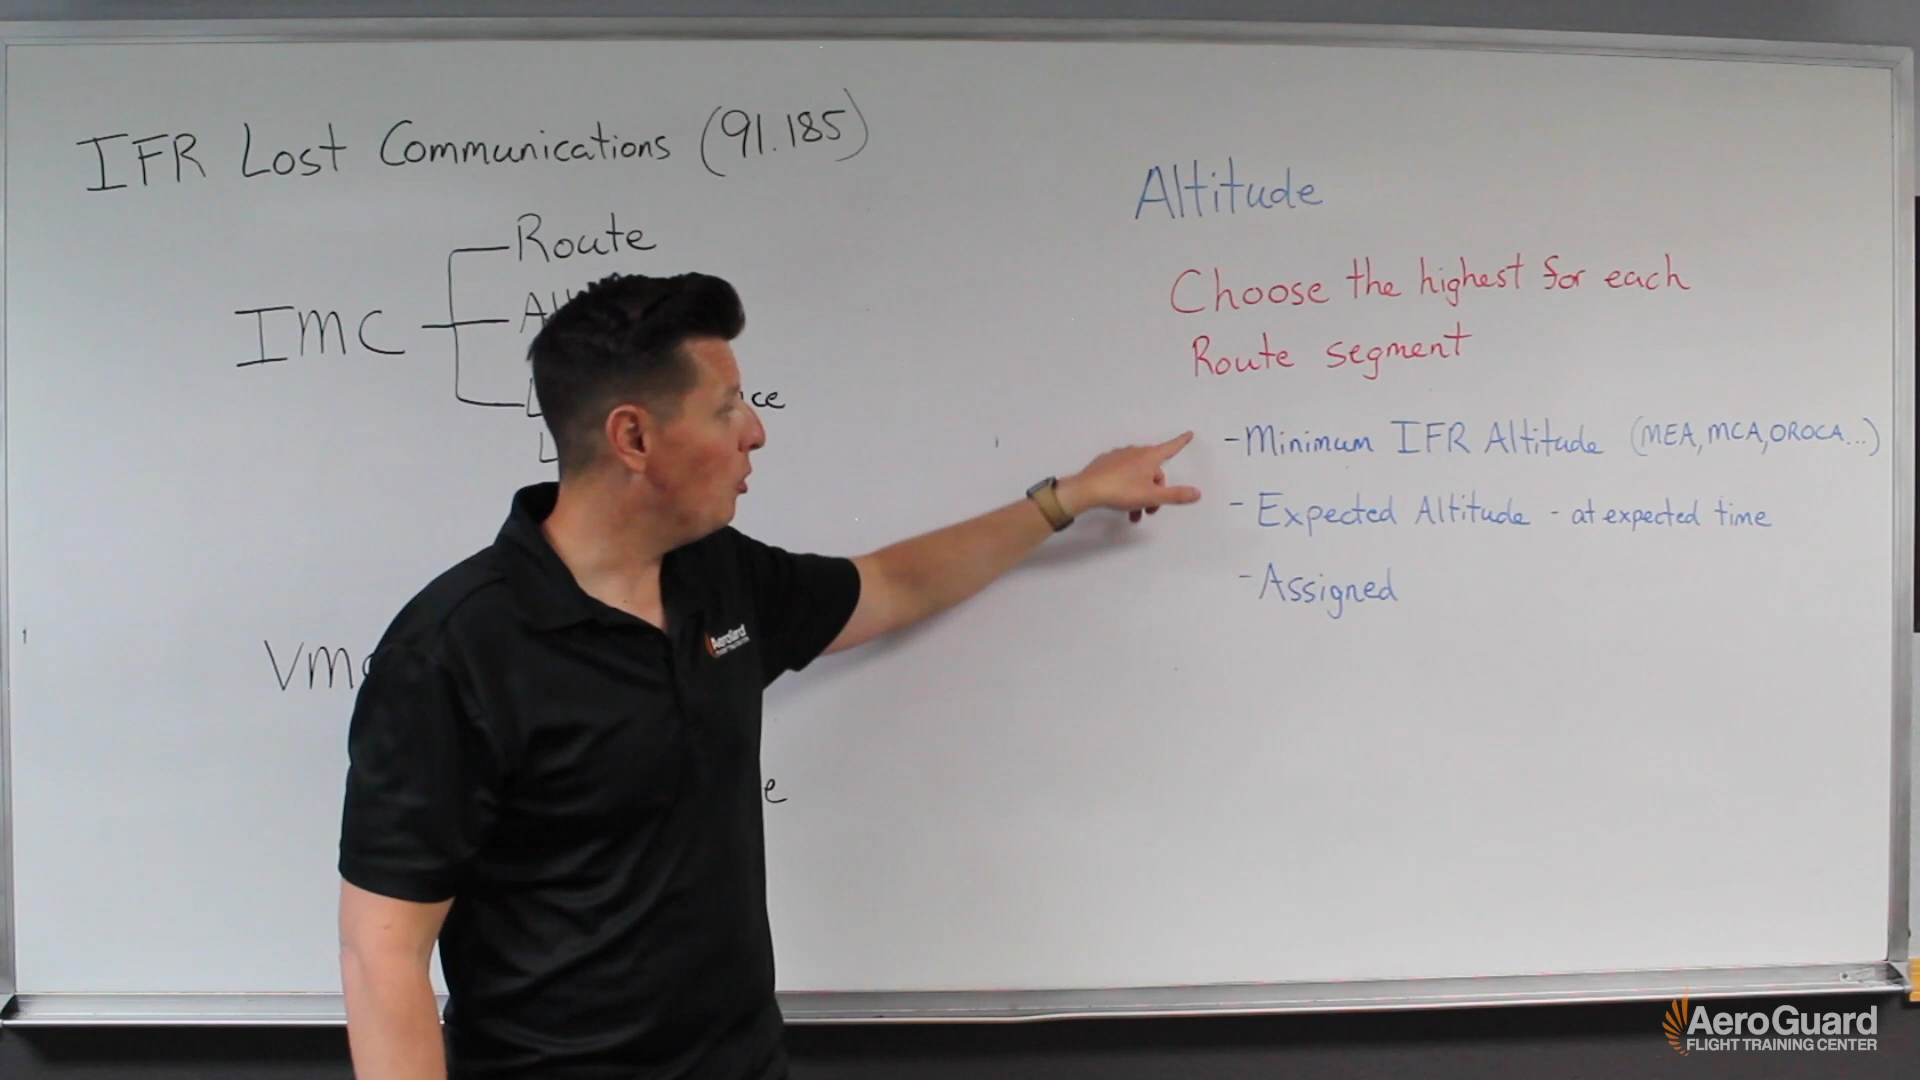 IFR Lost Communications (91.185)
Route
IMC
Altitude
Choose the highest for each
Route segment
- Minimum IFR Altitude (MEA, MCA, OROCA...)
- Expected Altitude - at expected time
- Assigned
AeroGuard
AeroGuard
FLIGHT TRAINING CENTER